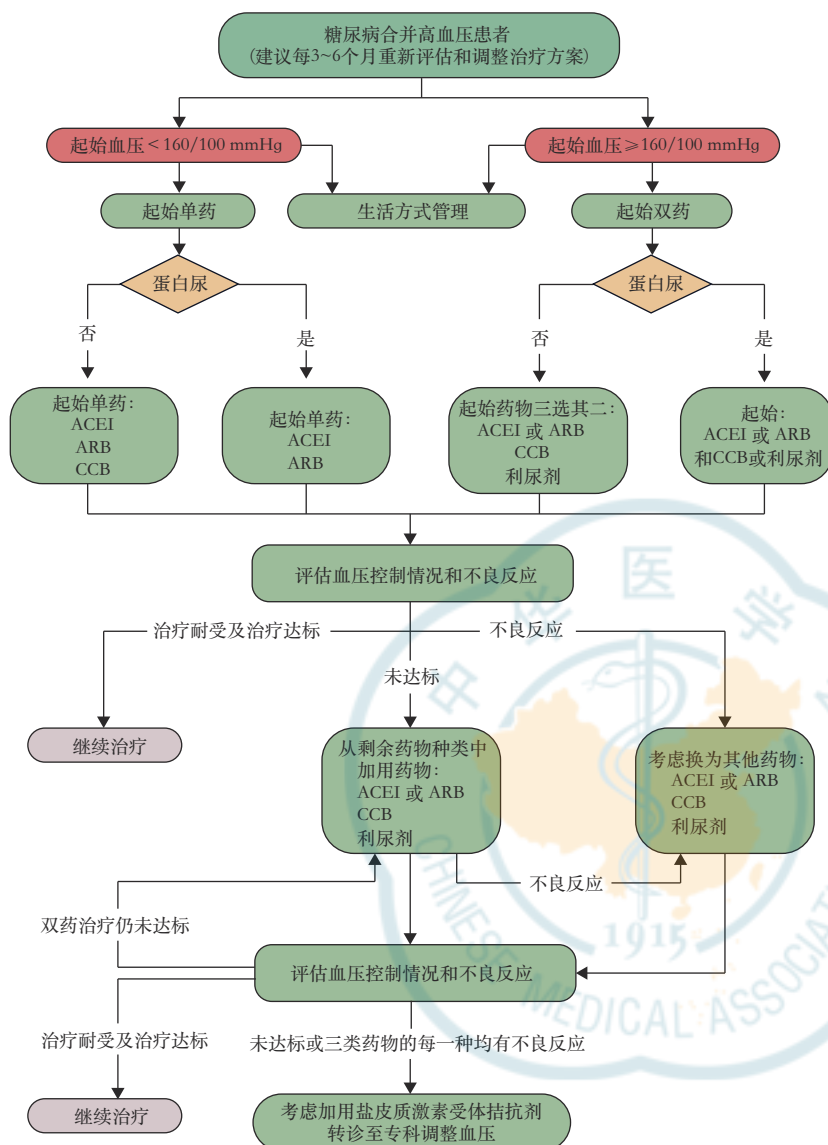 糖尿病合并高血压患者
(建议每3~6个月重新评估和调整治疗方案)
起始血压<160/100 mmHg
起始血压≥160/100 mmHg
起始单药
生活方式管理
起始双药
蛋白尿
蛋白尿
否
是
否
是
起始单药:
ACEI
ARB
CCB
起始单药:
ACEI
ARB
起始药物三选其二:
ACEI 或 ARB
CCB
利尿剂
起始:
ACEI 或 ARB
和CCB或利尿剂
评估血压控制情况和不良反应
治疗耐受及治疗达标
不良反应
未达标
继续治疗
从剩余药物种类中
加用药物:
ACEI 或 ARB
CCB
利尿剂
考虑换为其他药物:
ACEI 或 ARB
CCB
利尿剂
不良反应
双药治疗仍未达标
评估血压控制情况和不良反应
治疗耐受及治疗达标
未达标或三类药物的每一种均有不良反应
继续治疗
考虑加用盐皮质激素受体拮抗剂
转诊至专科调整血压
中华医学
1915
CHINESE MEDICAL ASSOCIAT